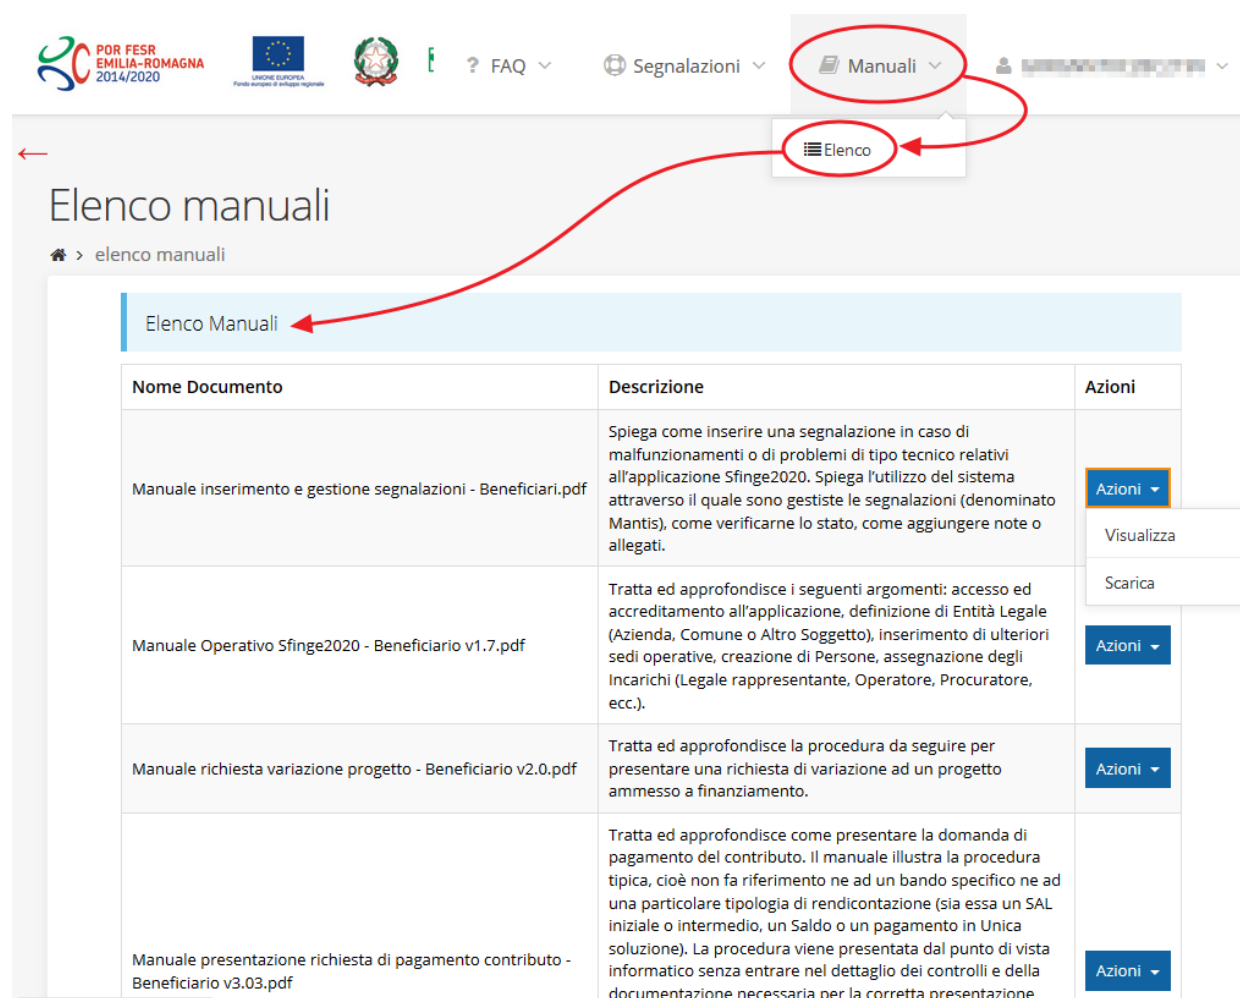 POR FESR
EMILIA-ROMAGNA
2014/2020
UNIONE EUROPEA
Fondo europeo di sviluppo regionale
? FAQ
Segnalazioni
Manuali
Elenco
Elenco manuali
> elenco manuali
Elenco Manuali
Nome Documento Descrizione Azioni
Manuale inserimento e gestione segnalazioni - Beneficiari.pdf
Spiega come inserire una segnalazione in caso di
malfunzionamenti o di problemi di tipo tecnico relativi
all'applicazione Sfinge2020. Spiega l'utilizzo del sistema
attraverso il quale sono gestiste le segnalazioni (denominato
Mantis), come verificarne lo stato, come aggiungere note o
allegati.
Azioni
Visualizza
Scarica
Manuale Operativo Sfinge2020 - Beneficiario v1.7.pdf
Tratta ed approfondisce i seguenti argomenti: accesso ed
accreditamento all'applicazione, definizione di Entità Legale
(Azienda, Comune o Altro Soggetto), inserimento di ulteriori
sedi operative, creazione di Persone, assegnazione degli
Incarichi (Legale rappresentante, Operatore, Procuratore,
ecc.).
Azioni
Manuale richiesta variazione progetto - Beneficiario v2.0.pdf
Tratta ed approfondisce la procedura da seguire per
presentare una richiesta di variazione ad un progetto
ammesso a finanziamento.
Azioni
Manuale presentazione richiesta di pagamento contributo -
Beneficiario v3.03.pdf
Tratta ed approfondisce come presentare la domanda di
pagamento del contributo. Il manuale illustra la procedura
tipica, cioè non fa riferimento ne ad un bando specifico ne ad
una particolare tipologia di rendicontazione (sia essa un SAL
iniziale o intermedio, un Saldo o un pagamento in Unica
soluzione). La procedura viene presentata dal punto di vista
informatico senza entrare nel dettaglio dei controlli e della
documentazione necessaria per la corretta presentazione
Azioni